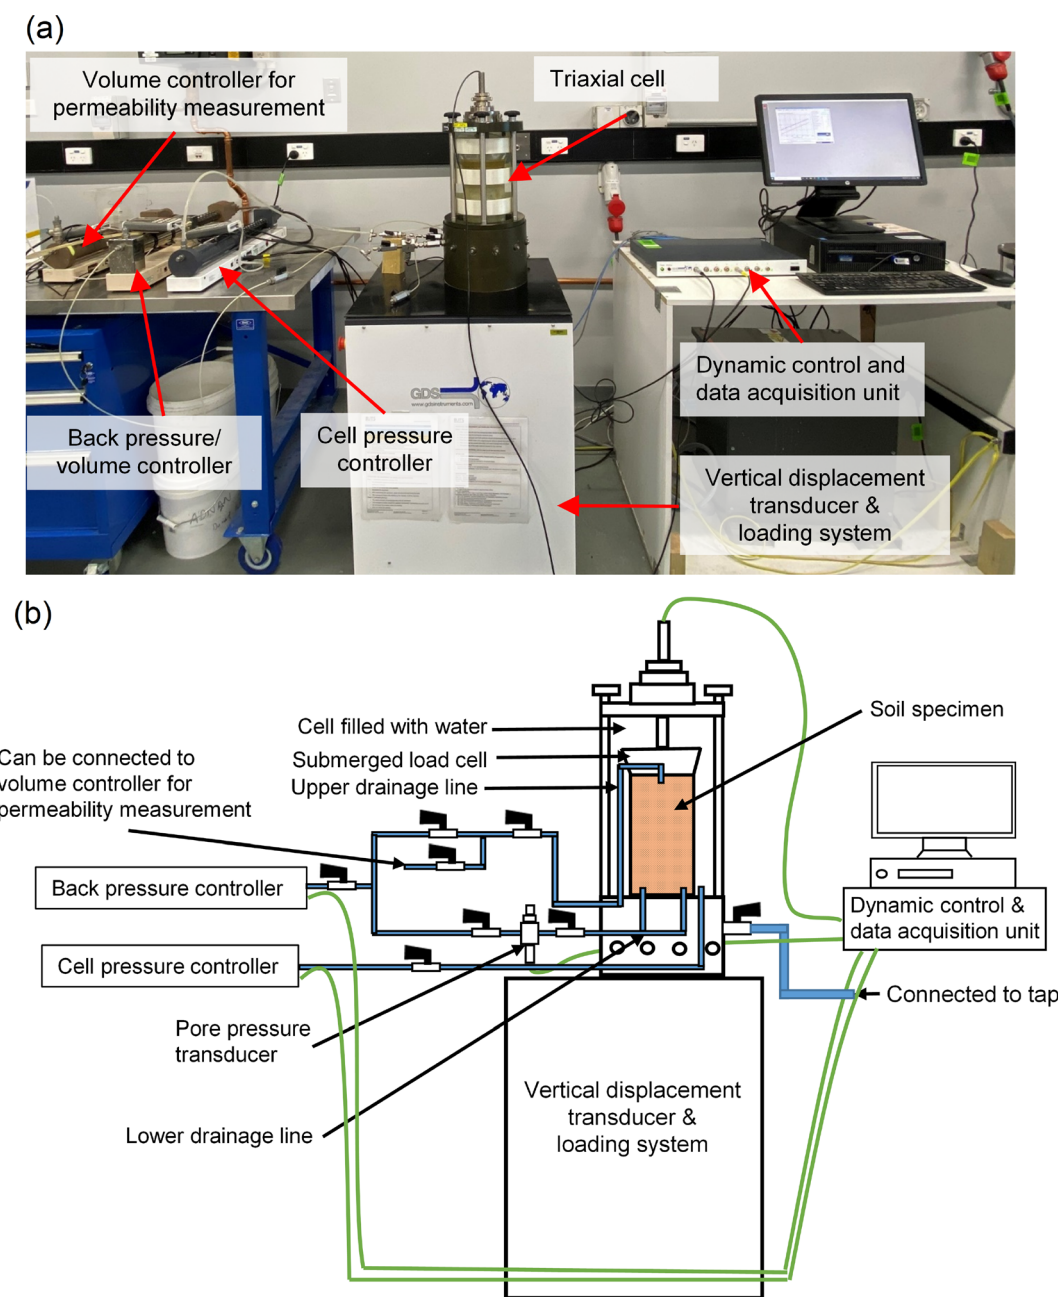 (a)
Volume controller for
permeability measurement
Triaxial cell
Dynamic control and
data acquisition unit
Back pressure/
volume controller
Cell pressure
controller
Vertical displacement
transducer &
loading system
GDS
www.gdsinstruments.com
(b)
Cell filled with water
Submerged load cell
Upper drainage line
Soil specimen
Can be connected to
volume controller for
permeability measurement
Back pressure controller
Cell pressure controller
Dynamic control &
data acquisition unit
Connected to tap
Pore pressure
transducer
Lower drainage line
Vertical displacement
transducer &
loading system